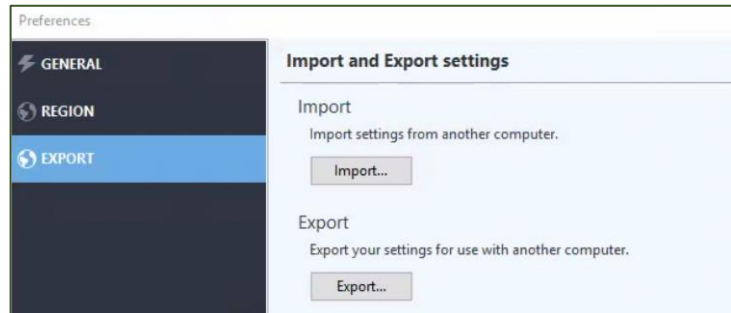 Preferences
GENERAL
REGION
EXPORT
Import and Export settings
Import
Import settings from another computer.
Import...
Export
Export your settings for use with another computer.
Export...